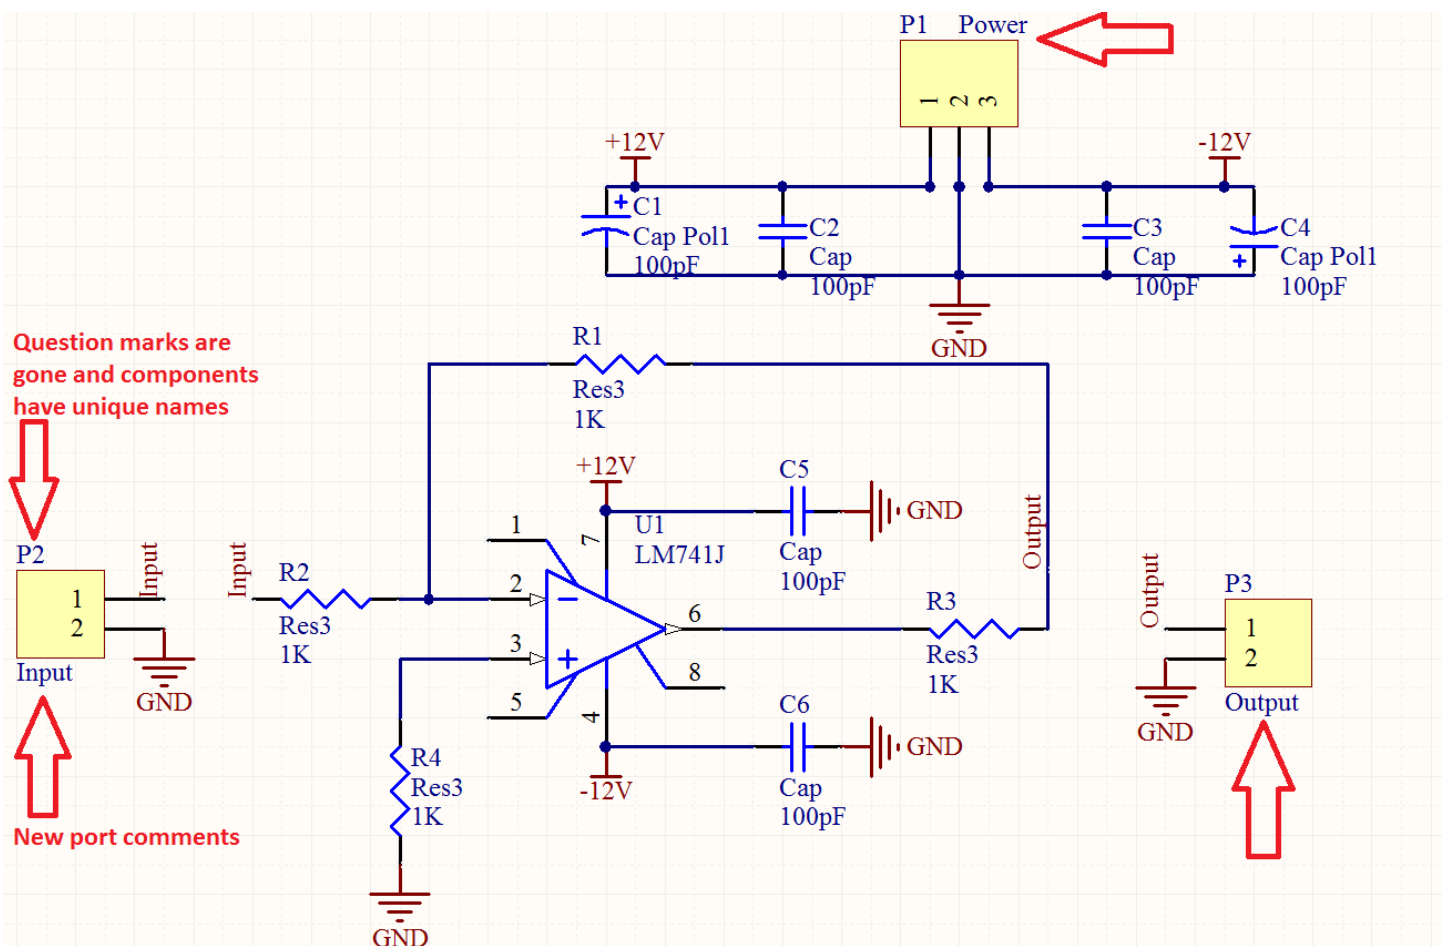 P1 Power
1 2 3
+12V
-12V
C1
Cap Pol1
100pF
C2
Cap
100pF
C3
Cap
100pF
C4
Cap Pol1
100pF
GND
Question marks are
gone and components
have unique names
R1
Res3
1K
+12V
C5
Cap
100pF
GND
U1
LM741J
1
7
2
3
5
4
6
8
Output
P2
1
2
Input
Input
GND
Input
R2
Res3
1K
R3
Res3
1K
Output
P3
1
2
Output
GND
C6
Cap
100pF
GND
-12V
R4
Res3
1K
GND
New port comments